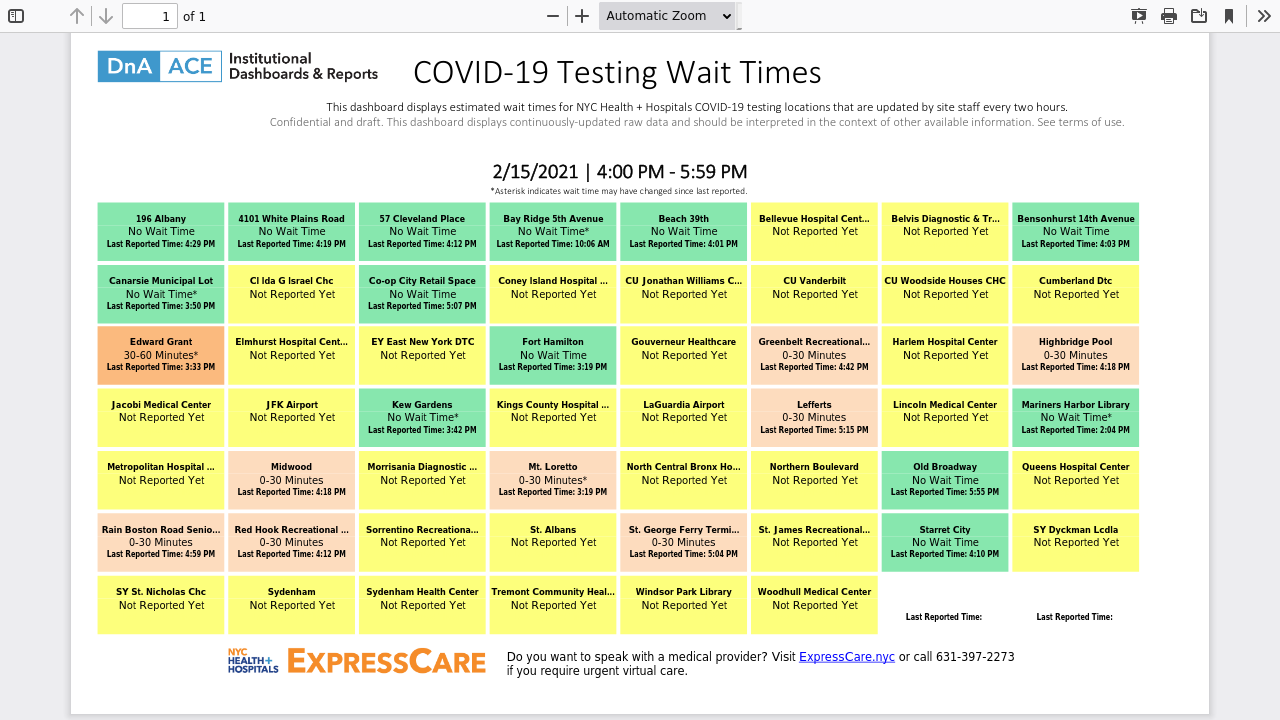 1 of 1 Automatic Zoom
DnA ACE Institutional
Dashboards & Reports
COVID-19 Testing Wait Times
This dashboard displays estimated wait times for NYC Health + Hospitals COVID-19 testing locations that are updated by site staff every two hours.
Confidential and draft. This dashboard displays continuously-updated raw data and should be interpreted in the context of other available information. See terms of use.
2/15/2021 | 4:00 PM - 5:59 PM
*Asterisk indicates wait time may have changed since last reported.
196 Albany 4101 White Plains Road 57 Cleveland Place Bay Ridge 5th Avenue Beach 39th Bellevue Hospital Cent... Belvis Diagnostic & Tr... Bensonhurst 14th Avenue
No Wait Time No Wait Time No Wait Time No Wait Time* No Wait Time Not Reported Yet Not Reported Yet No Wait Time
Last Reported Time: 4:29 PM Last Reported Time: 4:19 PM Last Reported Time: 4:12 PM Last Reported Time: 10:06 AM Last Reported Time: 4:01 PM Last Reported Time: 4:03 PM
Canarsie Municipal Lot Cl Ida G Israel Chc Co-op City Retail Space Coney Island Hospital ... CU Jonathan Williams C... CU Vanderbilt CU Woodside Houses CHC Cumberland Dtc
No Wait Time* Not Reported Yet No Wait Time Not Reported Yet Not Reported Yet Not Reported Yet Not Reported Yet Not Reported Yet
Last Reported Time: 3:50 PM Last Reported Time: 5:07 PM
Edward Grant Elmhurst Hospital Cent... EY East New York DTC Fort Hamilton Gouverneur Healthcare Greenbelt Recreational... Harlem Hospital Center Highbridge Pool
30-60 Minutes* Not Reported Yet Not Reported Yet No Wait Time Not Reported Yet 0-30 Minutes Not Reported Yet 0-30 Minutes
Last Reported Time: 3:33 PM Last Reported Time: 3:19 PM Last Reported Time: 4:42 PM Last Reported Time: 4:18 PM
Jacobi Medical Center JFK Airport Kew Gardens Kings County Hospital ... LaGuardia Airport Lefferts Lincoln Medical Center Mariners Harbor Library
Not Reported Yet Not Reported Yet No Wait Time* Not Reported Yet Not Reported Yet 0-30 Minutes Not Reported Yet No Wait Time*
Last Reported Time: 3:42 PM Last Reported Time: 5:15 PM Last Reported Time: 2:04 PM
Metropolitan Hospital ... Midwood Morrisania Diagnostic ... Mt. Loretto North Central Bronx Ho... Northern Boulevard Old Broadway Queens Hospital Center
Not Reported Yet 0-30 Minutes Not Reported Yet 0-30 Minutes* Not Reported Yet Not Reported Yet No Wait Time Not Reported Yet
Last Reported Time: 4:18 PM Last Reported Time: 3:19 PM Last Reported Time: 5:55 PM
Rain Boston Road Senio... Red Hook Recreational ... Sorrentino Recreationa... St. Albans St. George Ferry Termi... St. James Recreational... Starret City SY Dyckman Lcdla
0-30 Minutes 0-30 Minutes Not Reported Yet Not Reported Yet 0-30 Minutes Not Reported Yet No Wait Time Not Reported Yet
Last Reported Time: 4:59 PM Last Reported Time: 4:12 PM Last Reported Time: 5:04 PM Last Reported Time: 4:10 PM
SY St. Nicholas Chc Sydenham Sydenham Health Center Tremont Community Heal... Windsor Park Library Woodhull Medical Center
Not Reported Yet Not Reported Yet Not Reported Yet Not Reported Yet Not Reported Yet Not Reported Yet
Last Reported Time: Last Reported Time:
NYC
HEALTH+
HOSPITALS
EXPRESSCARE
Do you want to speak with a medical provider? Visit ExpressCare.nyc or call 631-397-2273
if you require urgent virtual care.